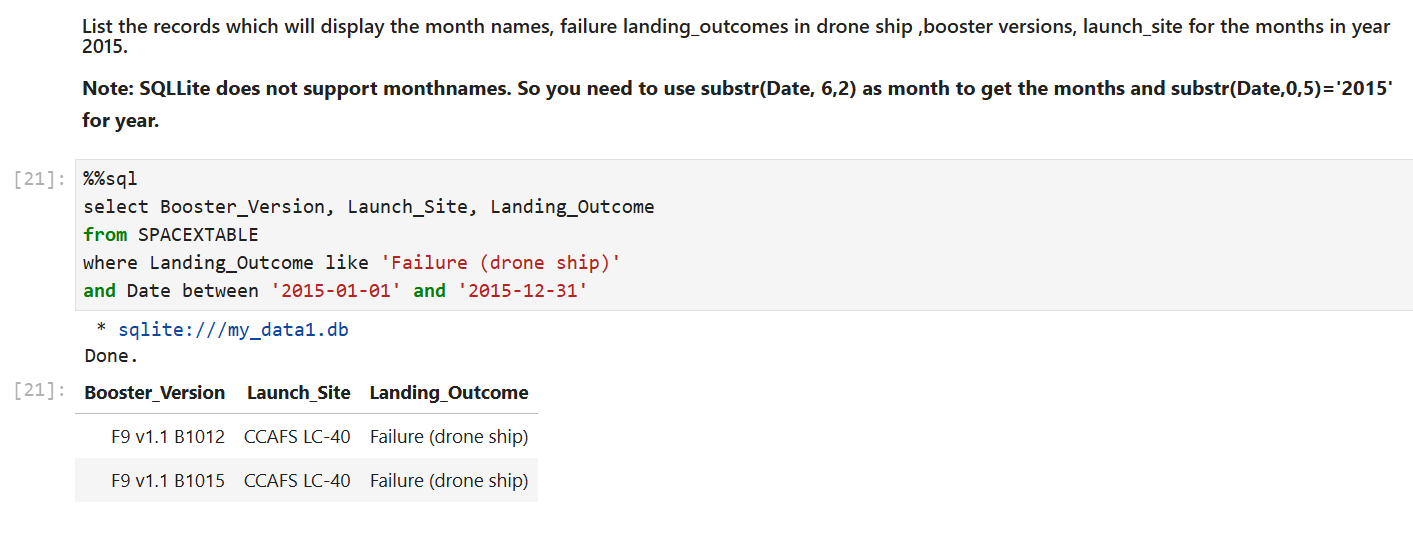 List the records which will display the month names, failure landing_outcomes in drone ship ,booster versions, launch_site for the months in year
2015.
Note: SQLLite does not support monthnames. So you need to use substr(Date, 6,2) as month to get the months and substr(Date,0,5)='2015'
for year.
[21]: %%sql
select Booster_Version, Launch_Site, Landing_Outcome
from SPACEXTABLE
where Landing_Outcome like 'Failure (drone ship)'
and Date between '2015-01-01' and '2015-12-31'
* sqlite:///my_data1.db
Done.
[21]: Booster_Version Launch_Site Landing_Outcome
F9 v1.1 B1012 CCAFS LC-40 Failure (drone ship)
F9 v1.1 B1015 CCAFS LC-40 Failure (drone ship)